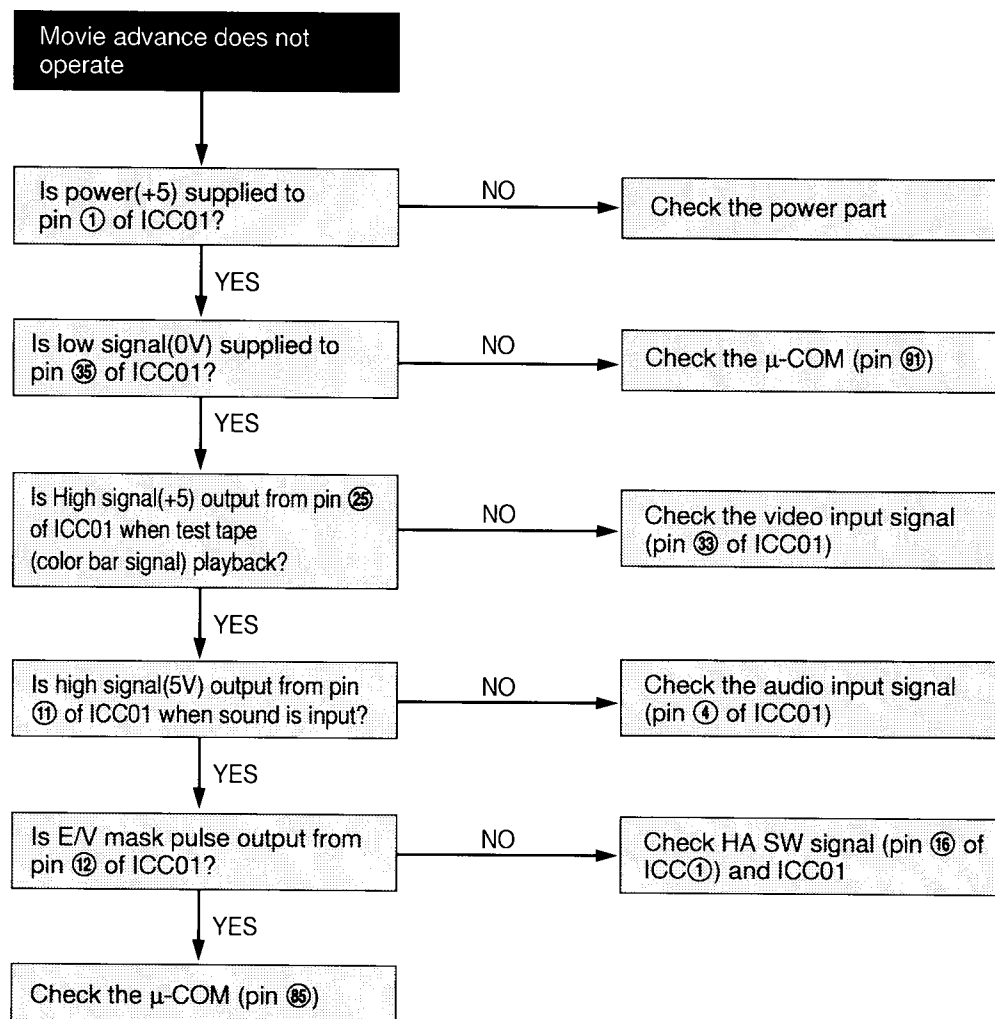 Movie advance does not
operate
Is power(+5) supplied to
pin ① of ICC01?
NO
Check the power part
YES
Is low signal(0V) supplied to
pin ㉟ of ICC01?
NO
Check the μ-COM (pin 91)
YES
Is High signal(+5) output from pin ㉕
of ICC01 when test tape
(color bar signal) playback?
NO
Check the video input signal
(pin ㉝ of ICC01)
YES
Is high signal(5V) output from pin
⑪ of ICC01 when sound is input?
NO
Check the audio input signal
(pin ④ of ICC01)
YES
Is E/V mask pulse output from
pin ⑫ of ICC01?
NO
Check HA SW signal (pin ⑯ of
ICC①) and ICC01
YES
Check the μ-COM (pin 85)